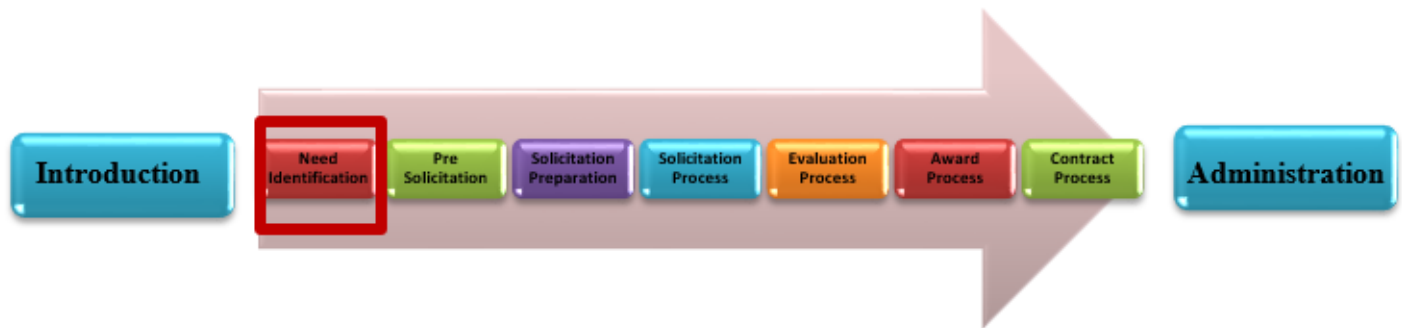 Introduction
Need
Identification
Pre
Solicitation
Solicitation
Preparation
Solicitation
Process
Evaluation
Process
Award
Process
Contract
Process
Administration